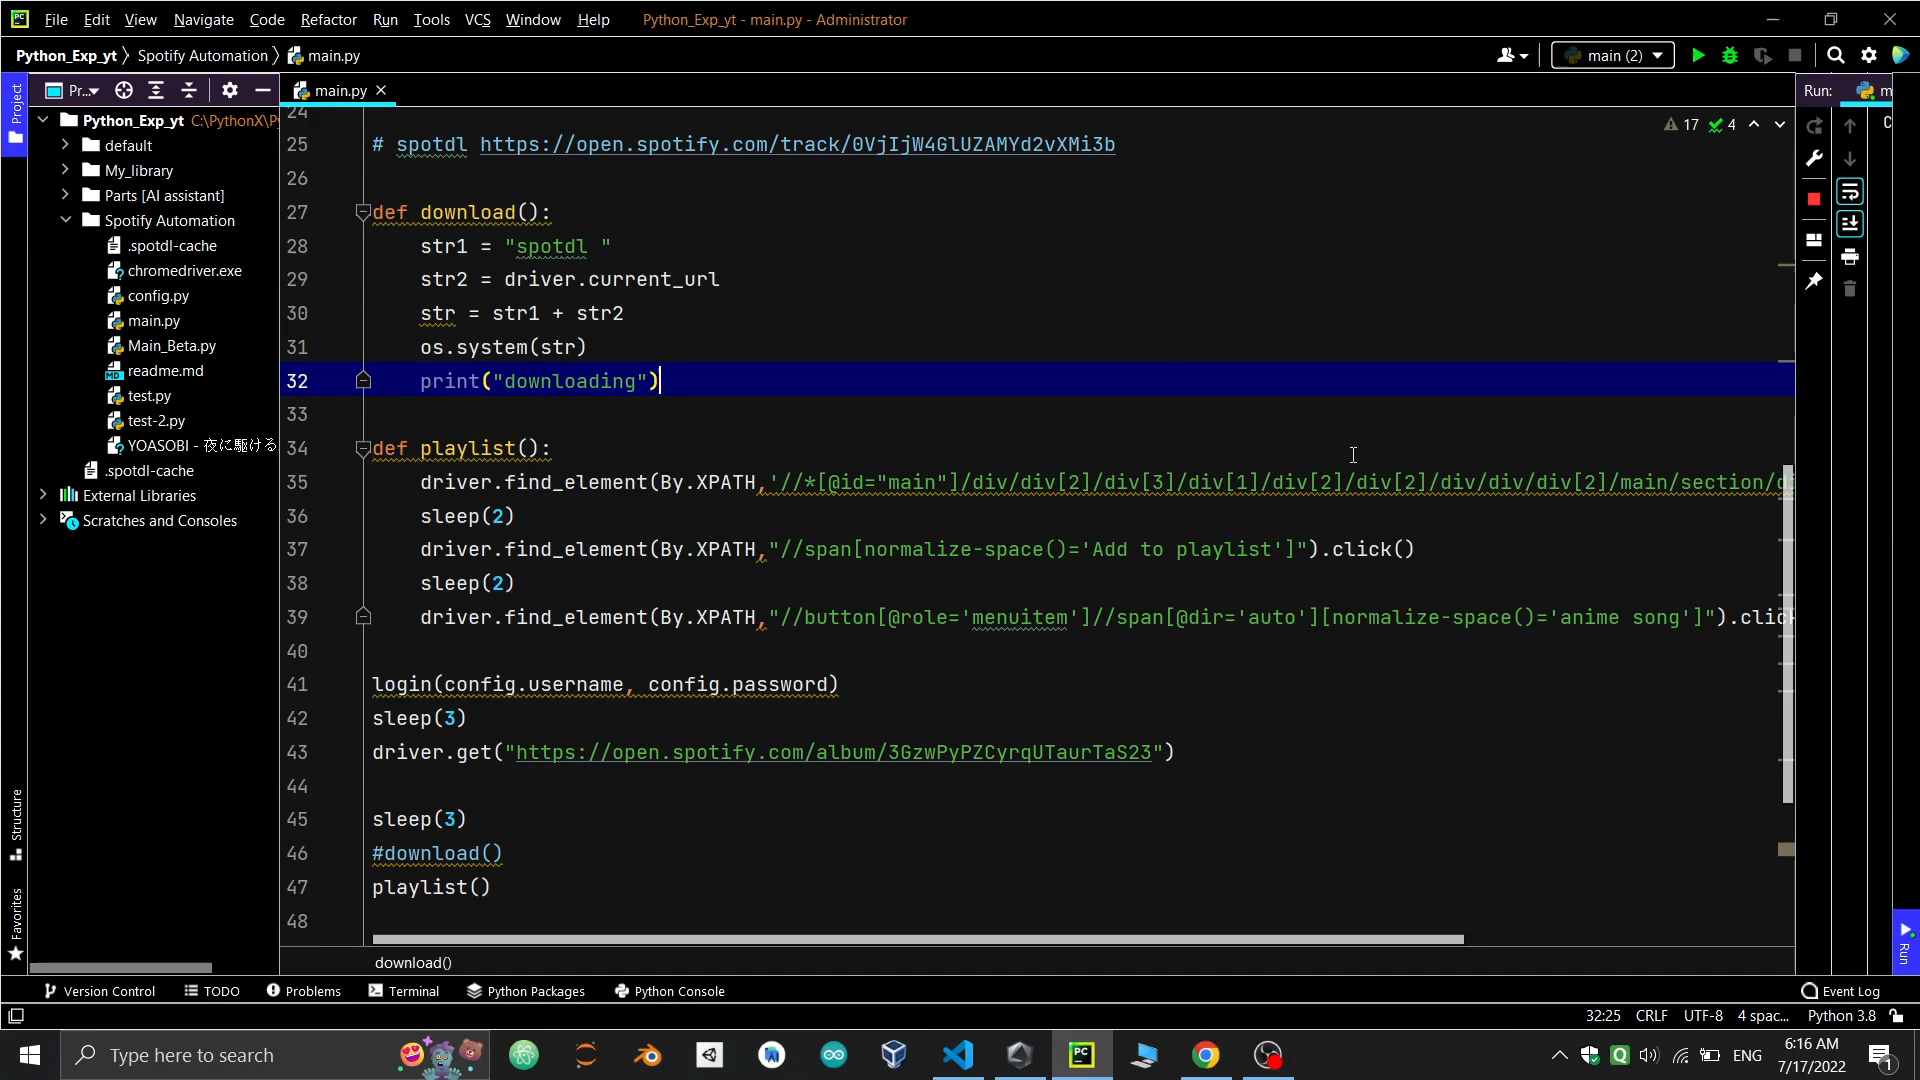 File Edit View Navigate Code Refactor Run Tools VCS Window Help Python_Exp_yt - main.py - Administrator
Python_Exp_yt Spotify Automation main.py main (2)
Project Pr... main.py Run: m
Python_Exp_yt C:\PythonX\P
default
My_library
Parts [AI assistant]
Spotify Automation
.spotdl-cache
chromedriver.exe
config.py
main.py
Main_Beta.py
readme.md
test.py
test-2.py
YOASOBI - 夜に駆ける
.spotdl-cache
External Libraries
Scratches and Consoles
17 4
24
25 # spotdl https://open.spotify.com/track/0VjIjW4GlUZAMYd2vXMi3b
26
27 def download():
28 str1 = "spotdl "
29 str2 = driver.current_url
30 str = str1 + str2
31 os.system(str)
32 print("downloading")
33
34 def playlist():
35 driver.find_element(By.XPATH,'//*[@id="main"]/div/div[2]/div[3]/div[1]/div[2]/div[2]/div/div/div[2]/main/section/di
36 sleep(2)
37 driver.find_element(By.XPATH,"//span[normalize-space()='Add to playlist']").click()
38 sleep(2)
39 driver.find_element(By.XPATH,"//button[@role='menuitem']//span[@dir='auto'][normalize-space()='anime song']").click
40
41 login(config.username, config.password)
42 sleep(3)
43 driver.get("https://open.spotify.com/album/3GzwPyPZCyrqUTaurTaS23")
44
45 sleep(3)
46 #download()
47 playlist()
48
download()
Structure
Favorites
Run
Version Control TODO Problems Terminal Python Packages Python Console Event Log
32:25 CRLF UTF-8 4 spac... Python 3.8
Type here to search
ENG 6:16 AM
7/17/2022
1